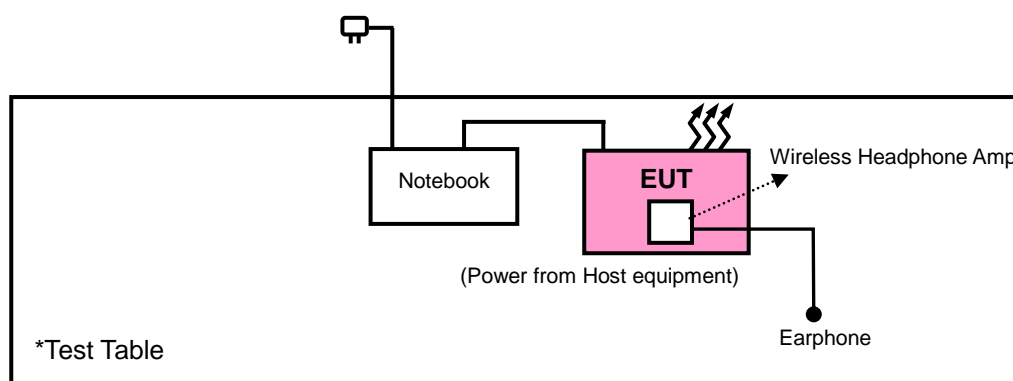 Wireless Headphone Amp
Notebook
EUT
(Power from Host equipment)
Earphone
*Test Table